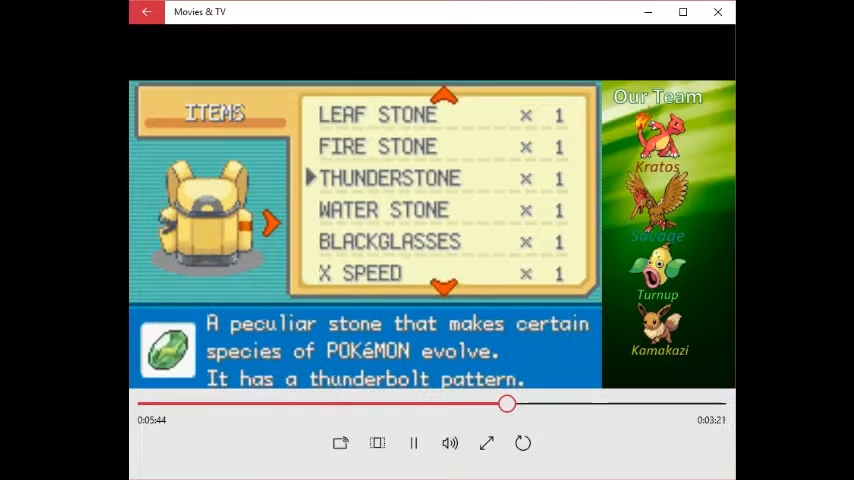 Movies & TV
ITEMS
LEAF STONE × 1
FIRE STONE × 1
THUNDERSTONE × 1
WATER STONE × 1
BLACKGLASSES × 1
X SPEED × 1
A peculiar stone that makes certain
species of POKéMON evolve.
It has a thunderbolt pattern.
Our Team
Kratos
Savage
Turnup
Kamakazi
0:05:44
0:03:21